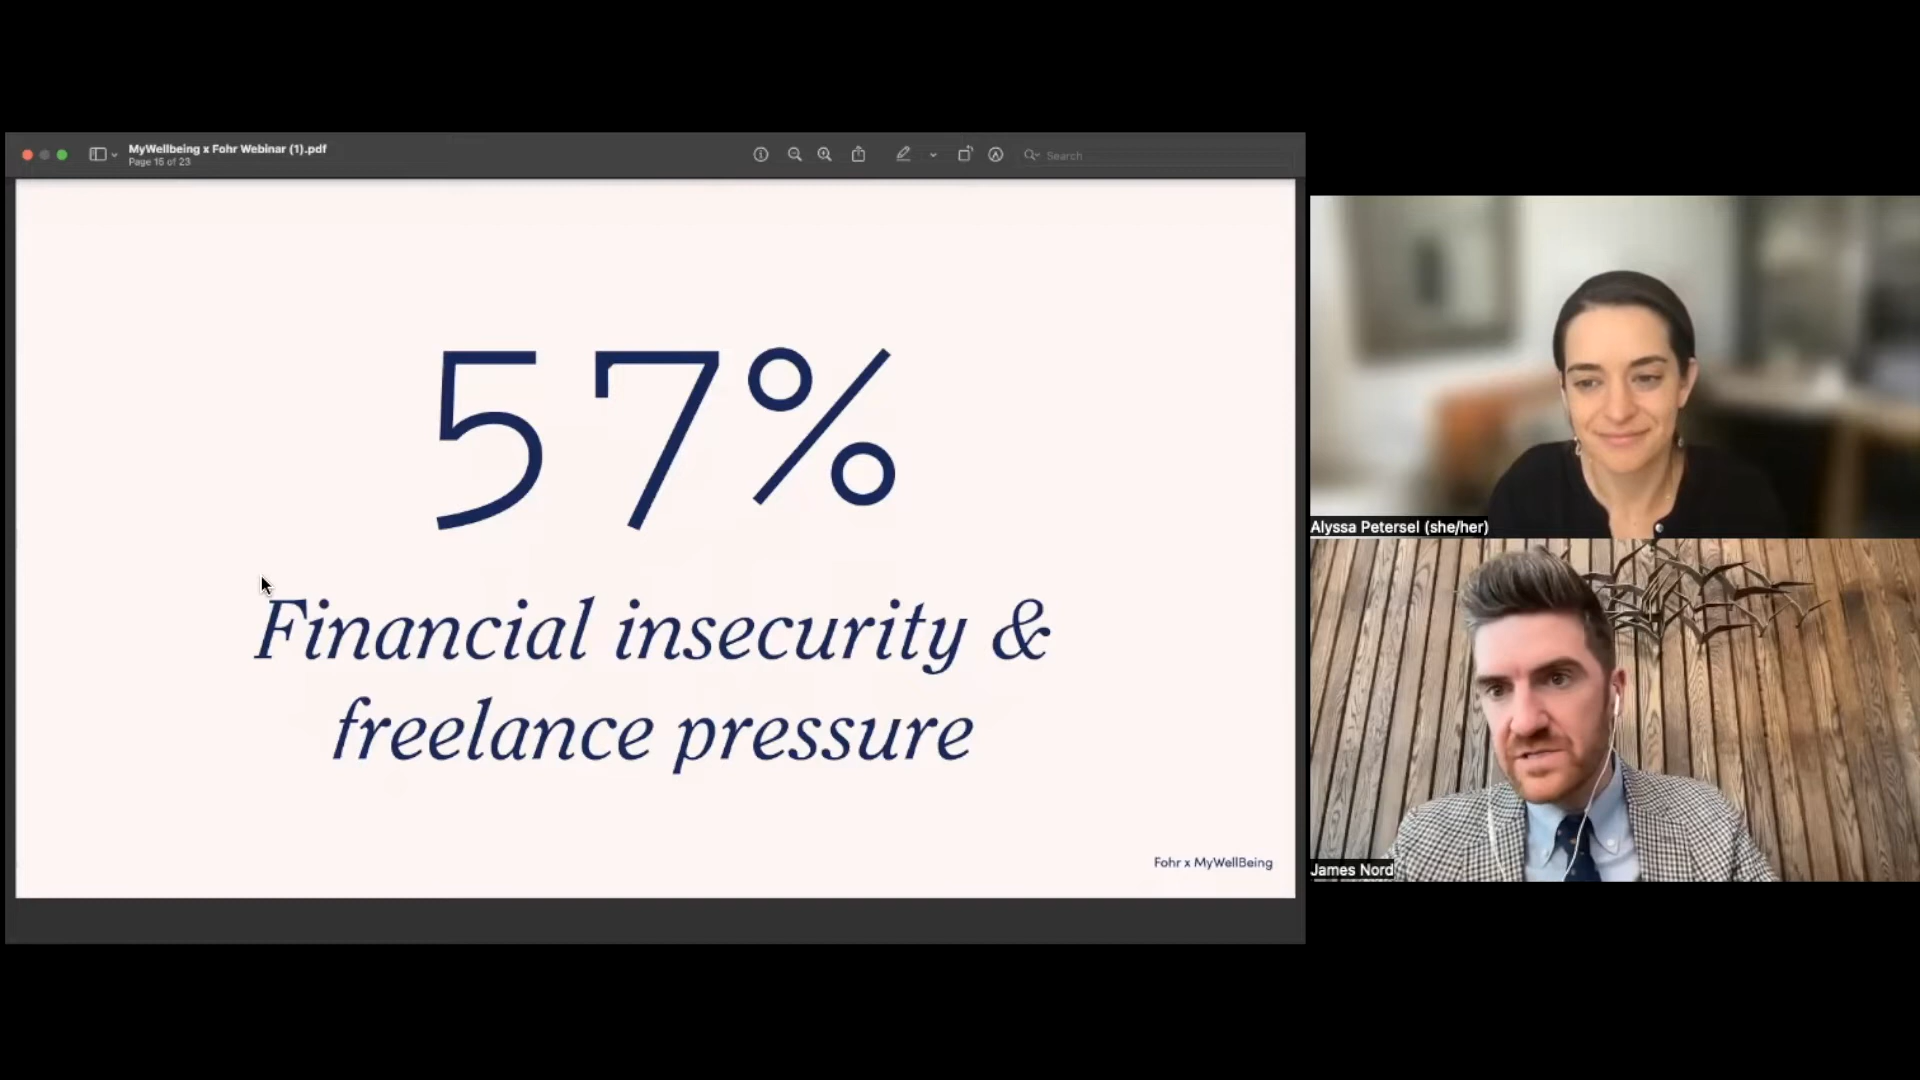 MyWellbeing x Fohr Webinar (1).pdf
Page 15 of 23
Search
57%
Financial insecurity &
freelance pressure
Fohr x MyWellBeing
Alyssa Petersel (she/her)
James Nord